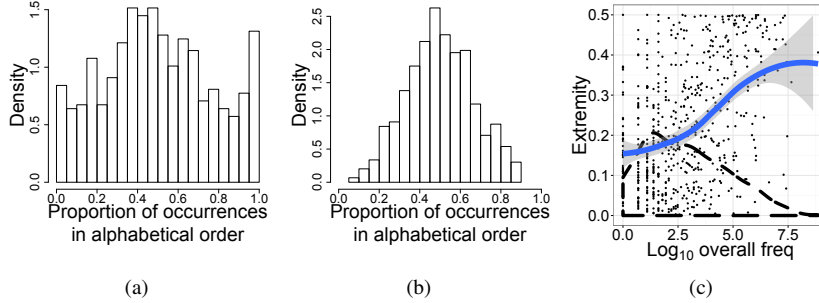 Density
1.5
1.0
0.5
0.0
0.0 0.2 0.4 0.6 0.8 1.0
Proportion of occurrences
in alphabetical order
(a)
Density
2.5
2.0
1.5
1.0
0.5
0.0
0.0 0.2 0.4 0.6 0.8 1.0
Proportion of occurrences
in alphabetical order
(b)
Extremity
0.5
0.4
0.3
0.2
0.1
0.0
0.0 2.5 5.0 7.5
Log10 overall freq
(c)